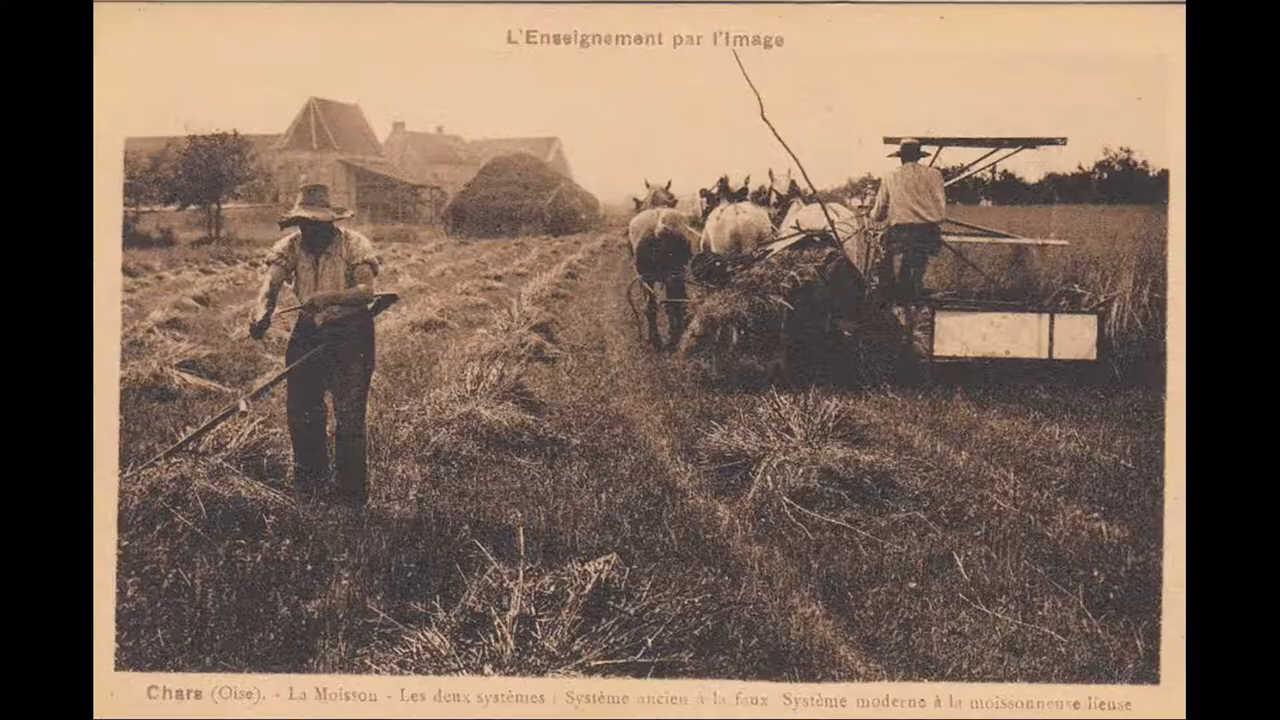 L'Enseignement par l'Image
Chars (Oise). - La Moisson - Les deux systèmes : Système ancien à la faux Système moderne à la moissonneuse lieuse